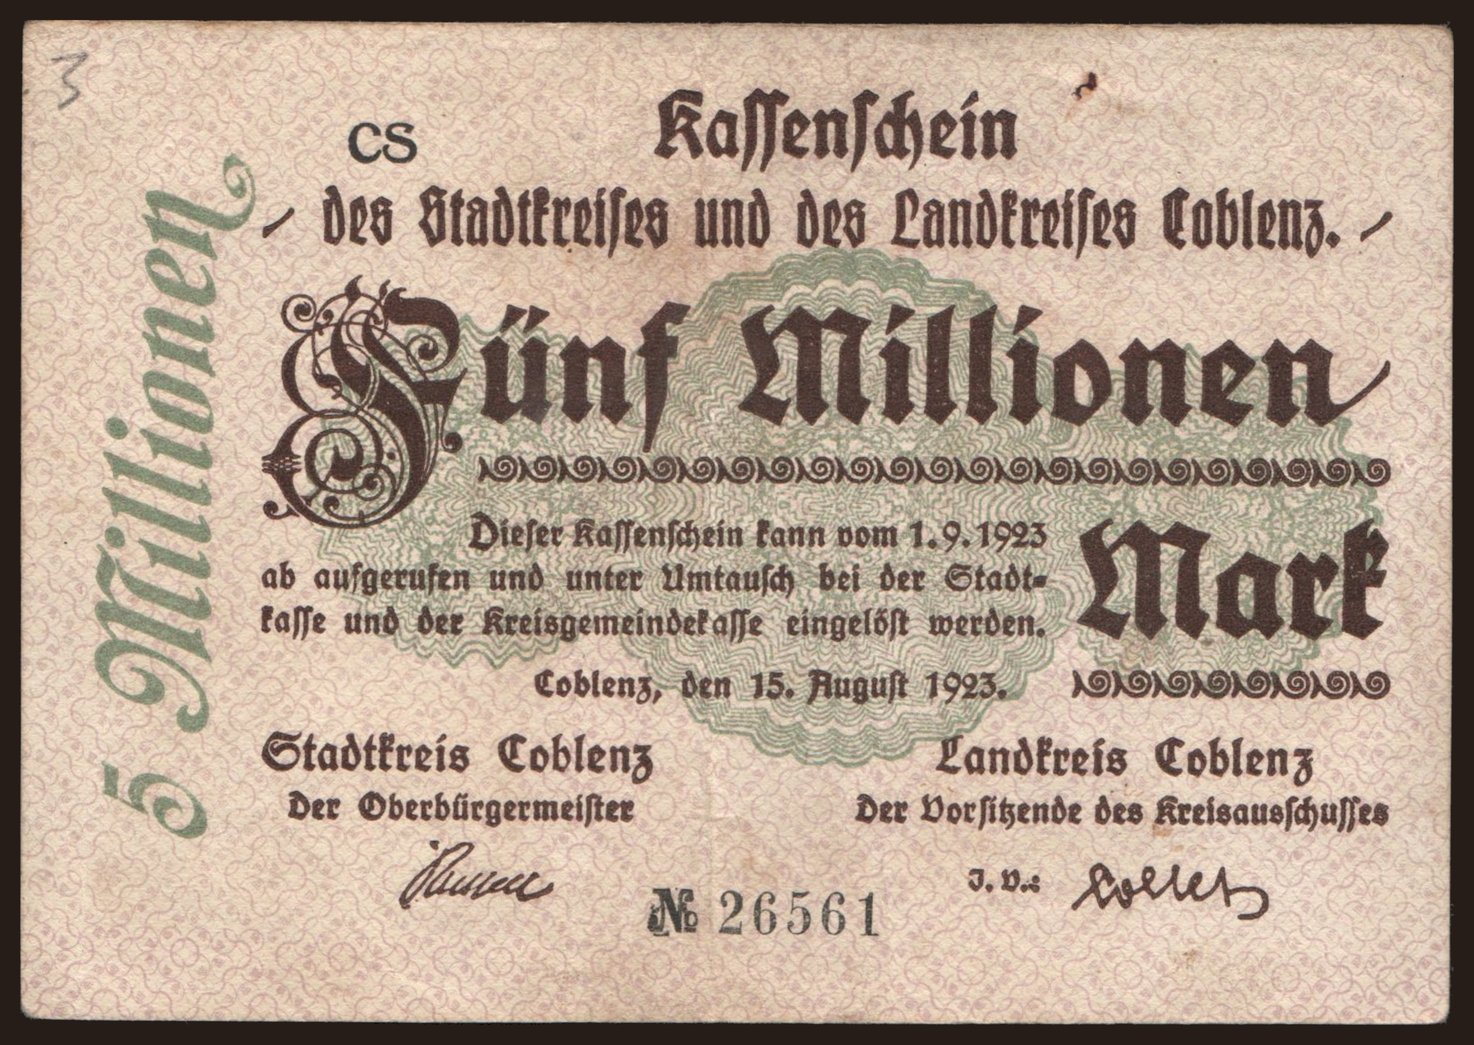 3
CS
Kassenschein
des Stadtkreises und des Landkreises Coblenz.
Fünf Millionen
Mark
Dieser Kassenschein kann vom 1.9.1923
ab aufgerufen und unter Umtausch bei der Stadt-
kasse und der Kreisgemeindekasse eingelöst werden.
Coblenz, den 15. August 1923.
Stadtkreis Coblenz
Der Oberbürgermeister
Landkreis Coblenz
Der Vorsitzende des Kreisausschusses
J. V.:
№ 26561
5 Millionen